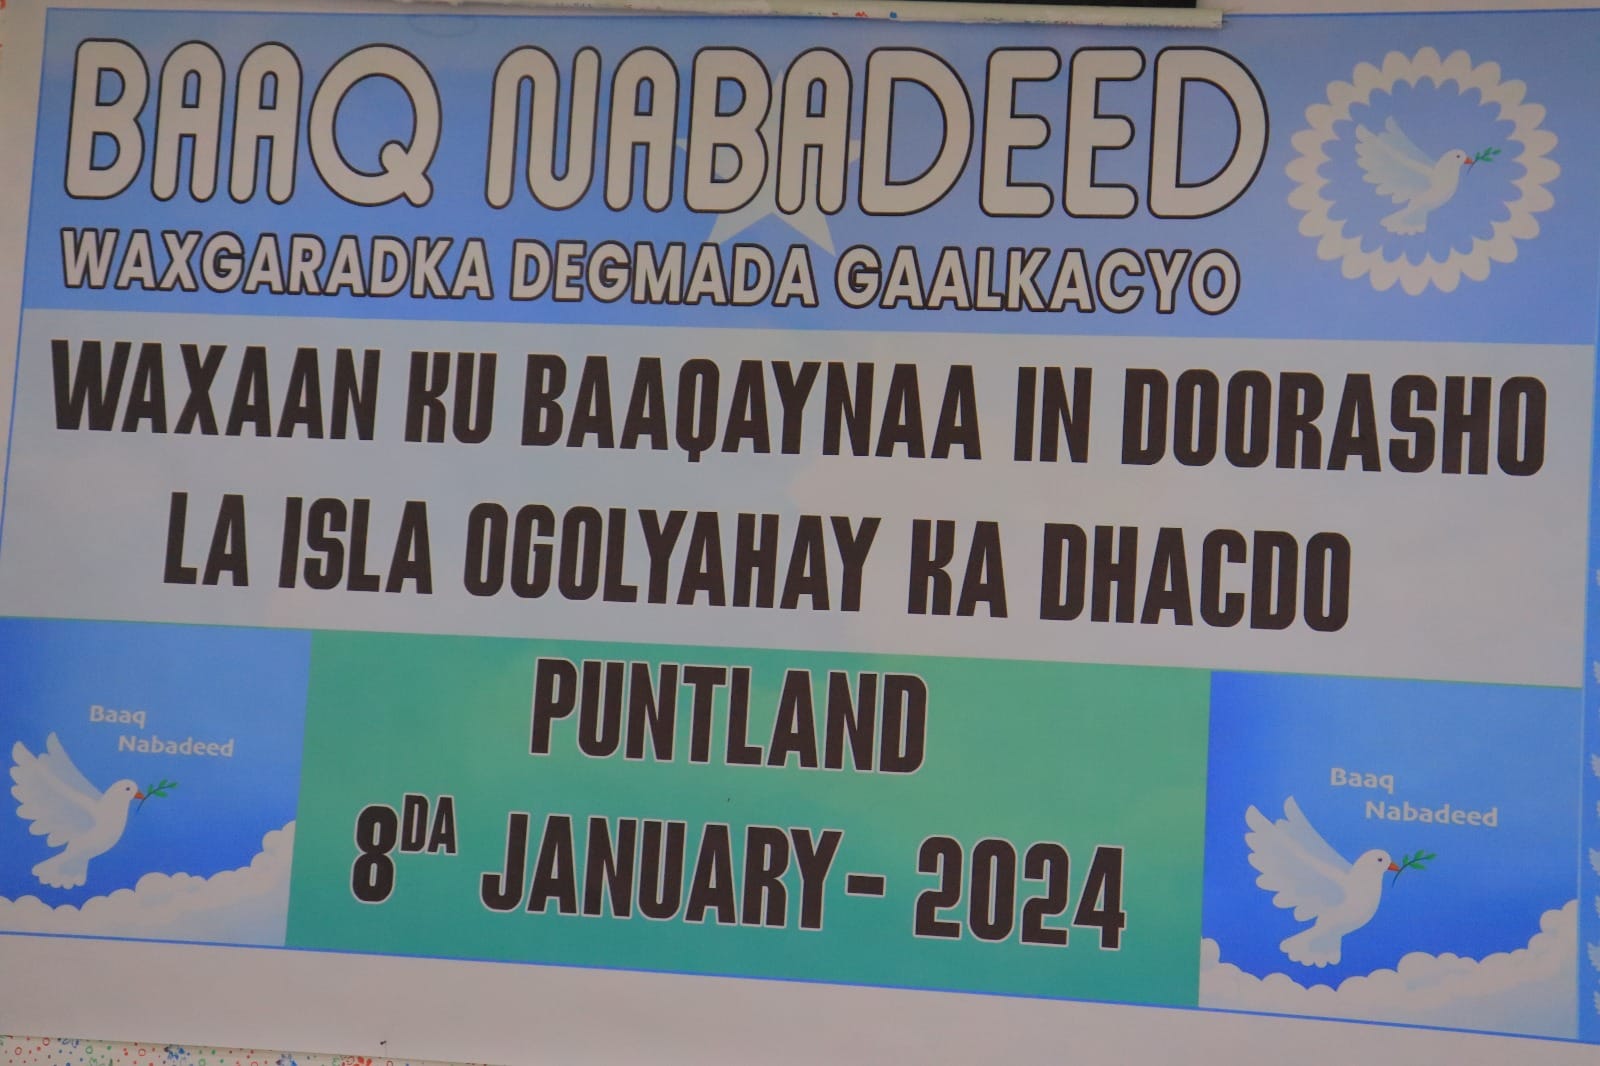 BAAQ NABADEED
WAXGARADKA DEGMADA GAALKACYO
WAXAAN KU BAAQAYNAA IN DOORASHO
LA ISLA OGOLYAHAY KA DHACDO
PUNTLAND
8DA JANUARY- 2024
Baaq
Nabadeed
Baaq
Nabadeed